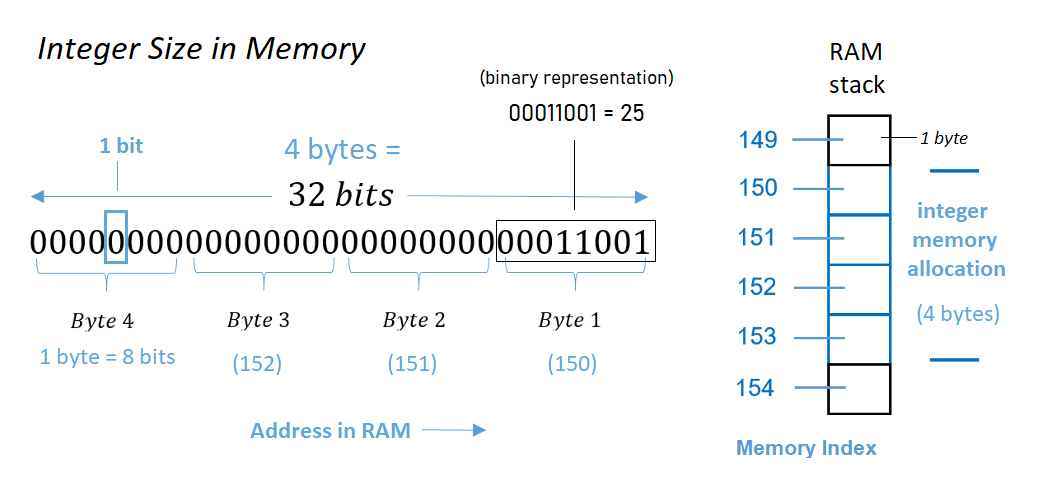 Integer Size in Memory
(binary representation)
00011001 = 25
1 bit
4 bytes =
32 bits
00000000000000000000000000011001
Byte 4
Byte 3
Byte 2
Byte 1
1 byte = 8 bits
(152)
(151)
(150)
Address in RAM
RAM
stack
149
1 byte
150
151
152
153
154
integer
memory
allocation
(4 bytes)
Memory Index